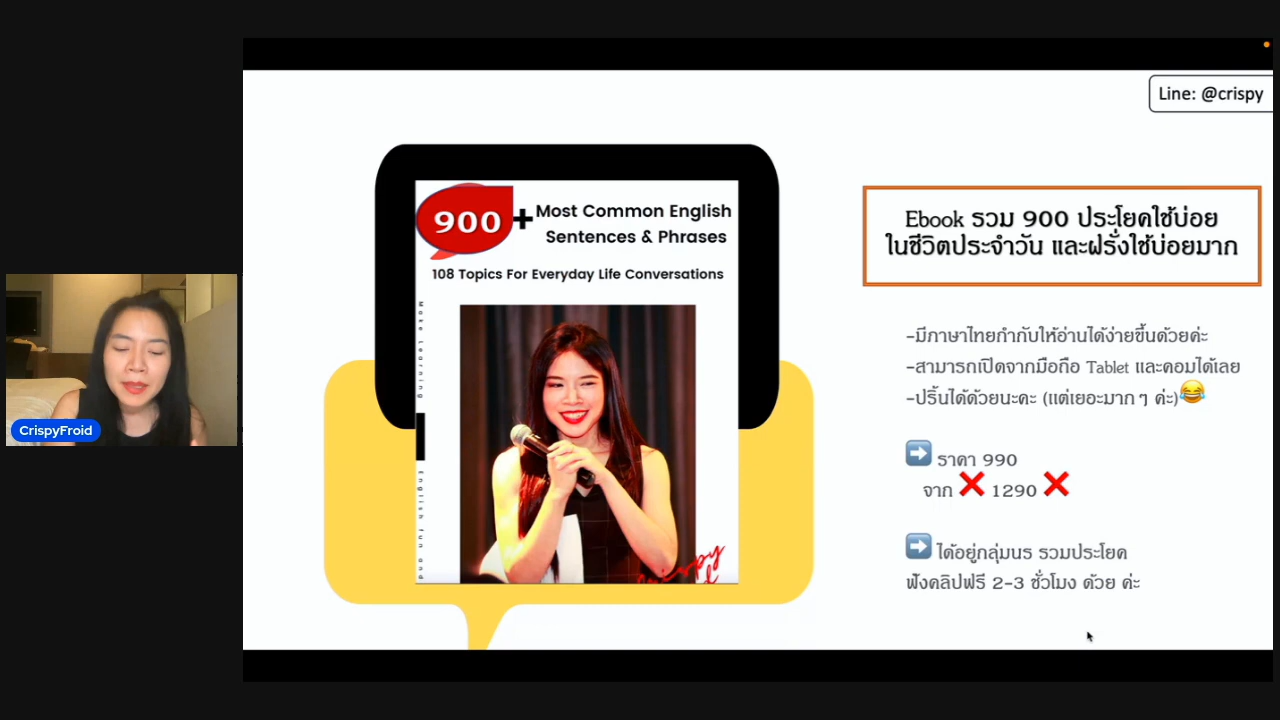 Line: @crispy
900
+
Most Common English
Sentences & Phrases
108 Topics For Everyday Life Conversations
Make learning
English fun and
crispy
Ebook รวม 900 ประโยคใช้บ่อย
ในชีวิตประจำวัน และฝรั่งใช้บ่อยมาก
-มีภาษาไทยกำกับให้อ่านได้ง่ายขึ้นด้วยค่ะ
-สามารถเปิดจากมือถือ Tablet และคอมได้เลย
-ปริ้นได้ด้วยนะคะ (แต่เยอะมาก ๆ ค่ะ)😂
➡️ ราคา 990
จาก ❌ 1290 ❌
➡️ ได้อยู่กลุ่มนร รวมประโยค
ฟังคลิปฟรี 2-3 ชั่วโมง ด้วย ค่ะ
CrispyFroid